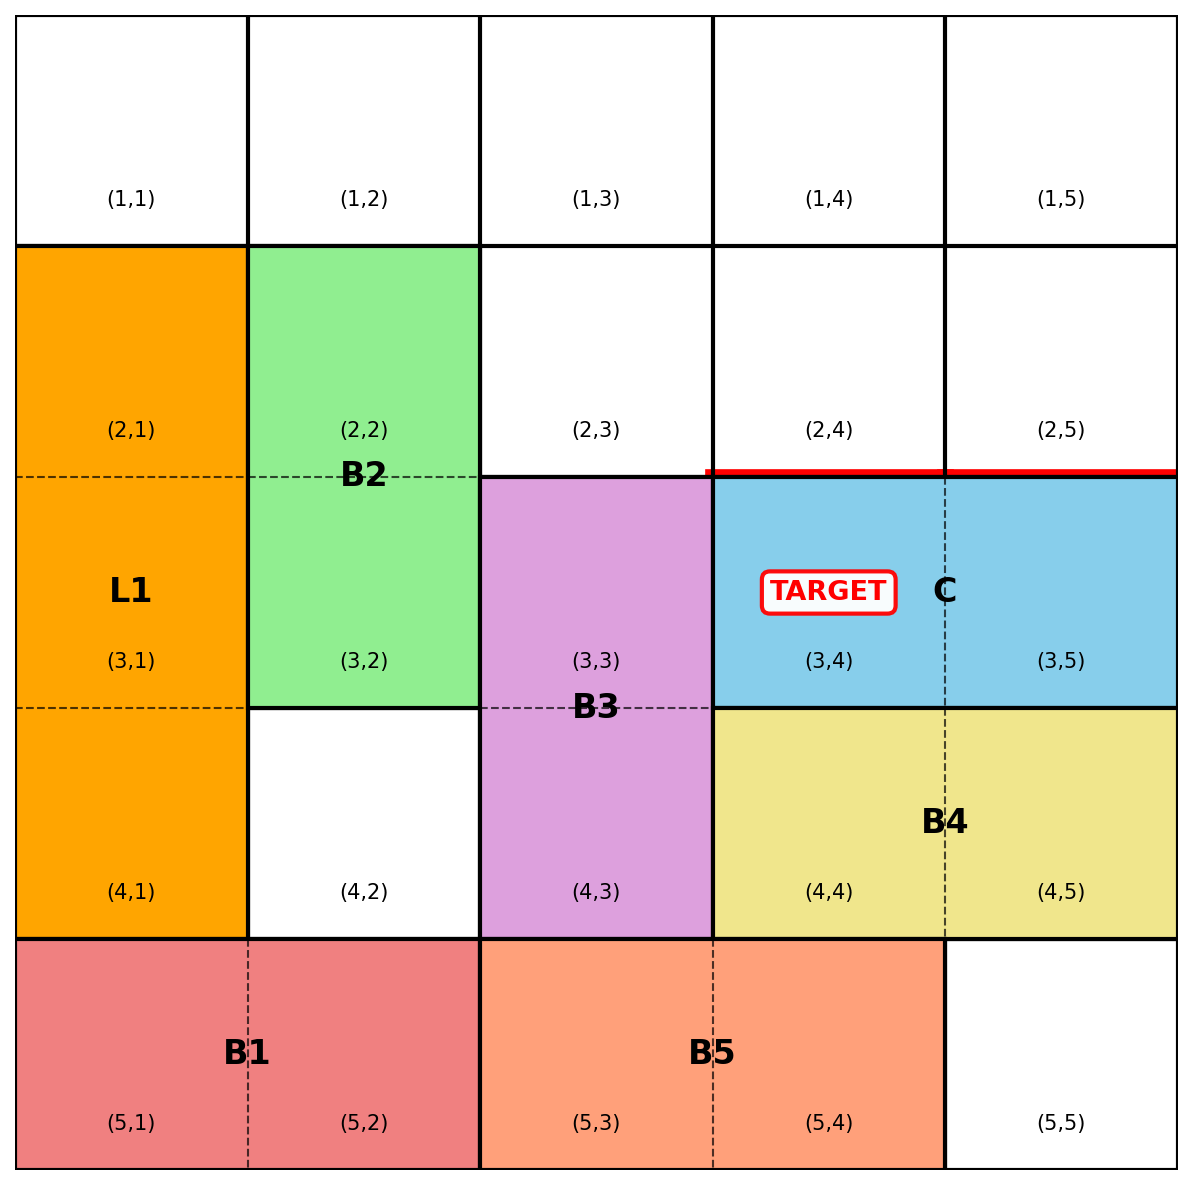 (1,1) (1,2) (1,3) (1,4) (1,5)
(2,1) (2,2) (2,3) (2,4) (2,5)
B2
L1 TARGET C
(3,1) (3,2) (3,3) (3,4) (3,5)
B3
B4
(4,1) (4,2) (4,3) (4,4) (4,5)
B1 B5
(5,1) (5,2) (5,3) (5,4) (5,5)